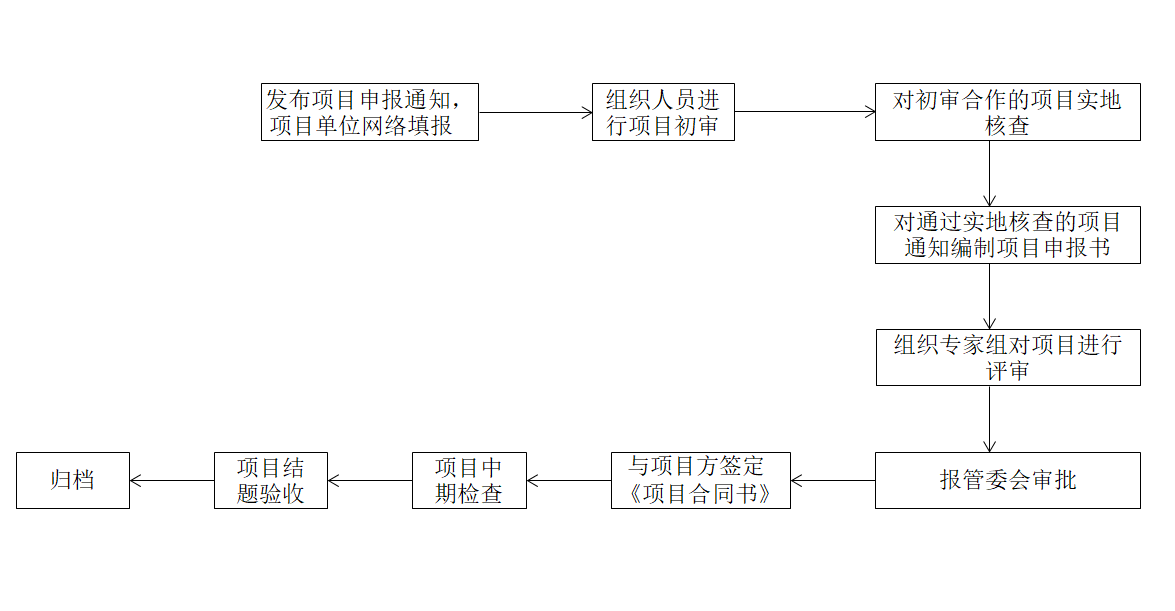 发布项目申报通知，
项目单位网络填报
组织人员进
行项目初审
对初审合作的项目实地
核查
对通过实地核查的项目
通知编制项目申报书
组织专家组对项目进行
评审
报管委会审批
与项目方签定
《项目合同书》
项目中
期检查
项目结
题验收
归档